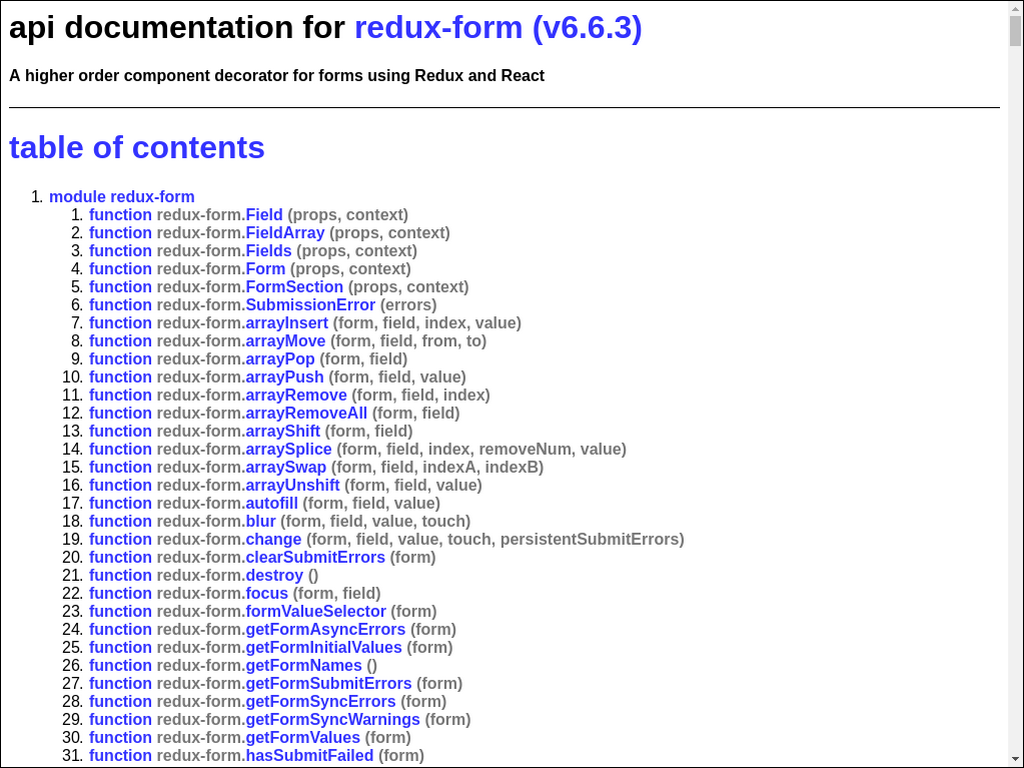 api documentation for redux-form (v6.6.3)
A higher order component decorator for forms using Redux and React
table of contents
1. module redux-form
1. function redux-form.Field (props, context)
2. function redux-form.FieldArray (props, context)
3. function redux-form.Fields (props, context)
4. function redux-form.Form (props, context)
5. function redux-form.FormSection (props, context)
6. function redux-form.SubmissionError (errors)
7. function redux-form.arrayInsert (form, field, index, value)
8. function redux-form.arrayMove (form, field, from, to)
9. function redux-form.arrayPop (form, field)
10. function redux-form.arrayPush (form, field, value)
11. function redux-form.arrayRemove (form, field, index)
12. function redux-form.arrayRemoveAll (form, field)
13. function redux-form.arrayShift (form, field)
14. function redux-form.arraySplice (form, field, index, removeNum, value)
15. function redux-form.arraySwap (form, field, indexA, indexB)
16. function redux-form.arrayUnshift (form, field, value)
17. function redux-form.autofill (form, field, value)
18. function redux-form.blur (form, field, value, touch)
19. function redux-form.change (form, field, value, touch, persistentSubmitErrors)
20. function redux-form.clearSubmitErrors (form)
21. function redux-form.destroy ()
22. function redux-form.focus (form, field)
23. function redux-form.formValueSelector (form)
24. function redux-form.getFormAsyncErrors (form)
25. function redux-form.getFormInitialValues (form)
26. function redux-form.getFormNames ()
27. function redux-form.getFormSubmitErrors (form)
28. function redux-form.getFormSyncErrors (form)
29. function redux-form.getFormSyncWarnings (form)
30. function redux-form.getFormValues (form)
31. function redux-form.hasSubmitFailed (form)